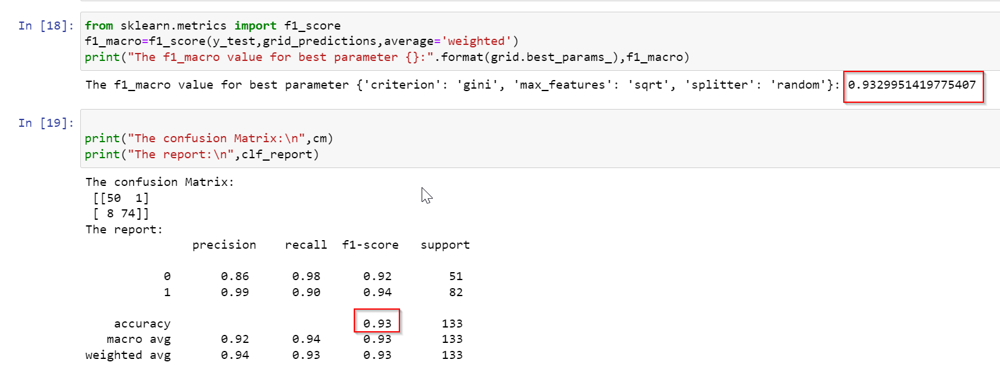 In [18]: from sklearn.metrics import f1_score
f1_macro=f1_score(y_test,grid_predictions,average='weighted')
print("The f1_macro value for best parameter {}:".format(grid.best_params_),f1_macro)
The f1_macro value for best parameter {'criterion': 'gini', 'max_features': 'sqrt', 'splitter': 'random'}: 0.9329951419775407
In [19]:
print("The confusion Matrix:\n",cm)
print("The report:\n",clf_report)
The confusion Matrix:
[[50  1]
[ 8 74]]
The report:
precision recall f1-score support
0 0.86 0.98 0.92 51
1 0.99 0.90 0.94 82
accuracy 0.93 133
macro avg 0.92 0.94 0.93 133
weighted avg 0.94 0.93 0.93 133